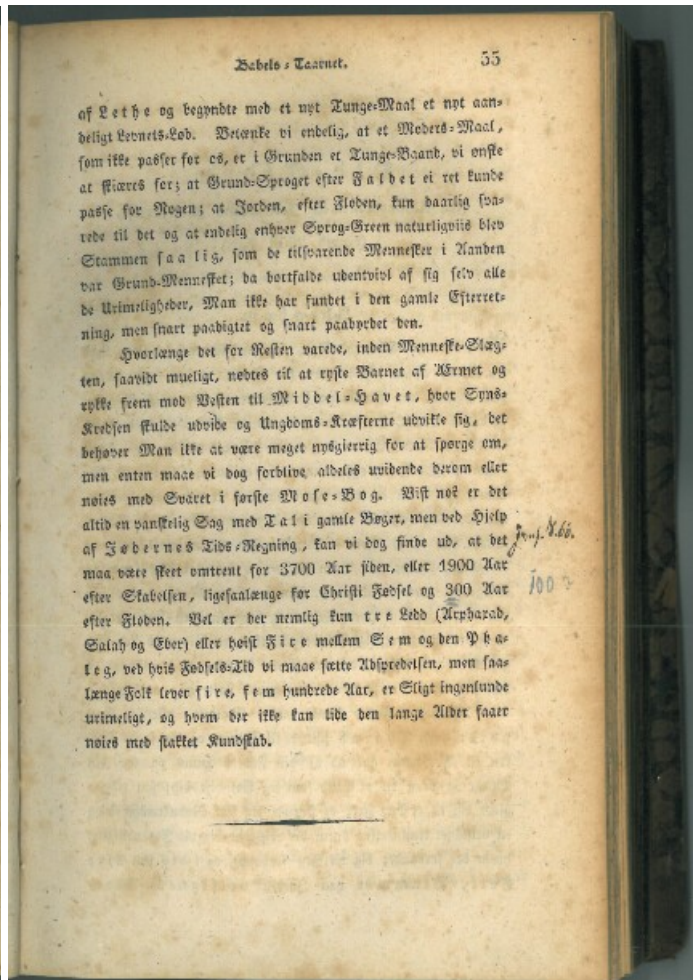 Babels-Taarnet. 55
af Lethe og begyndte med et nyt Tunge-Maal et nyt aan-
deligt Levnets-Løb. Betænke vi endelig, at et Moders-Maal,
som ikke passer for os, er i Grunden et Tunge-Baand, vi ønske
at skiæres for; at Grund-Sproget efter Faldet ei ret kunde
passe for Nogen; at Jorden, efter Floden, kun daarlig sva-
rede til det og at endelig enhver Sprog-Green naturligviis blev
Stammen saa lig, som de tilsvarende Mennesker i Aanden
var Grund-Mennesket; da bortfalde udentvivl af sig selv alle
de Urimeligheder, Man ikke har fundet i den gamle Efterret-
ning, men snart paadigtet og snart paabyrdet den.
Hvorlænge det for Resten varede, inden Menneske-Slæg-
ten, saavidt mueligt, nødtes til at ryste Barnet af Ærmet og
rykke frem mod Vesten til Middel-Havet, hvor Syns-
Kredsen skulde udvide og Ungdoms-Kræfterne udvikle sig, det
behøver Man ikke at være meget nysgierrig for at spørge om,
men enten maae vi dog forblive aldeles uvidende derom eller
nøies med Svaret i første Mose-Bog. Vist nok er det
altid en vanskelig Sag med Tal i gamle Bøger, men ved Hjelp
af Jødernes Tids-Regning, kan vi dog finde ud, at det
maa være skeet omtrent for 3700 Aar siden, eller 1900 Aar
efter Skabelsen, ligesaalænge før Christi Fødsel og 300 Aar
100?
efter Floden. Vel er der nemlig kun tre Ledd (Arphaxad,
Salah og Eber) eller høist Fire mellem Sem og den Pha-
leg, ved hvis Fødsels-Tid vi maae sætte Adspredelsen, men saa-
længe Folk lever fire, fem hundrede Aar, er Sligt ingenlunde
urimeligt, og hvem der ikke kan lide den lange Alder faaer
nøies med stakket Kundskab.